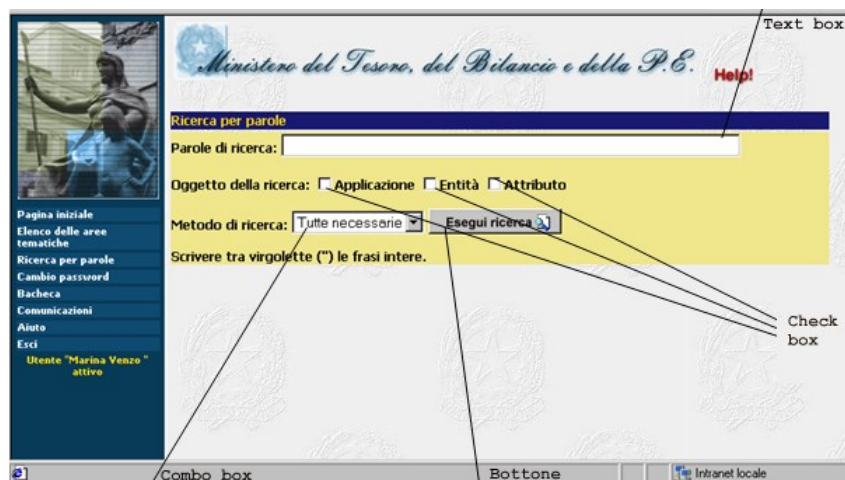 Text box
Ministero del Tesoro, del Bilancio e della P.E.
Help!
Ricerca per parole
Parole di ricerca:
Oggetto della ricerca: Applicazione Entità Attributo
Metodo di ricerca: Tutte necessarie Esegui ricerca
Scrivere tra virgolette (") le frasi intere.
Pagina iniziale
Elenco delle aree
tematiche
Ricerca per parole
Cambio password
Bacheca
Comunicazioni
Aiuto
Esci
Utente "Marina Venzo "
attivo
Check
box
Combo box
Bottone
Intranet locale